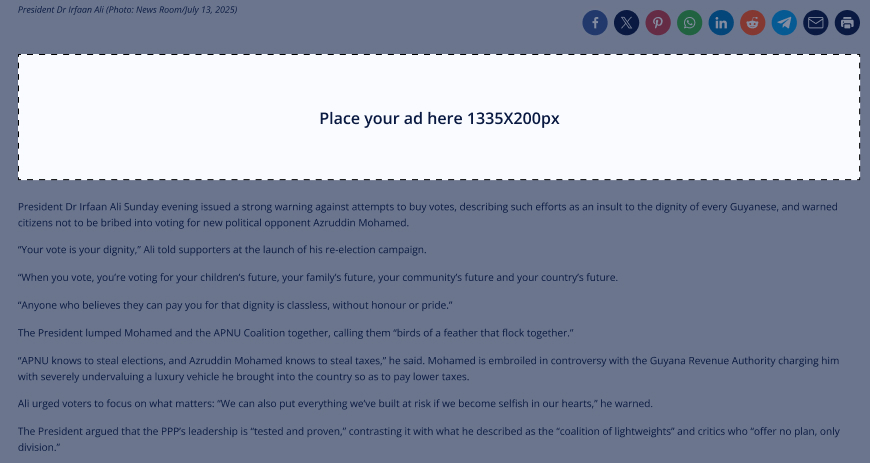 President Dr Irfaan Ali (Photo: News Room/July 13, 2025)
Place your ad here 1335X200px
President Dr Irfaan Ali Sunday evening issued a strong warning against attempts to buy votes, describing such efforts as an insult to the dignity of every Guyanese, and warned
citizens not to be bribed into voting for new political opponent Azruddin Mohamed.
“Your vote is your dignity,” Ali told supporters at the launch of his re-election campaign.
“When you vote, you’re voting for your children’s future, your family’s future, your community’s future and your country’s future.
“Anyone who believes they can pay you for that dignity is classless, without honour or pride.”
The President lumped Mohamed and the APNU Coalition together, calling them “birds of a feather that flock together.”
“APNU knows to steal elections, and Azruddin Mohamed knows to steal taxes,” he said. Mohamed is embroiled in controversy with the Guyana Revenue Authority charging him
with severely undervaluing a luxury vehicle he brought into the country so as to pay lower taxes.
Ali urged voters to focus on what matters: “We can also put everything we’ve built at risk if we become selfish in our hearts,” he warned.
The President argued that the PPP’s leadership is “tested and proven,” contrasting it with what he described as the “coalition of lightweights” and critics who “offer no plan, only
division.”